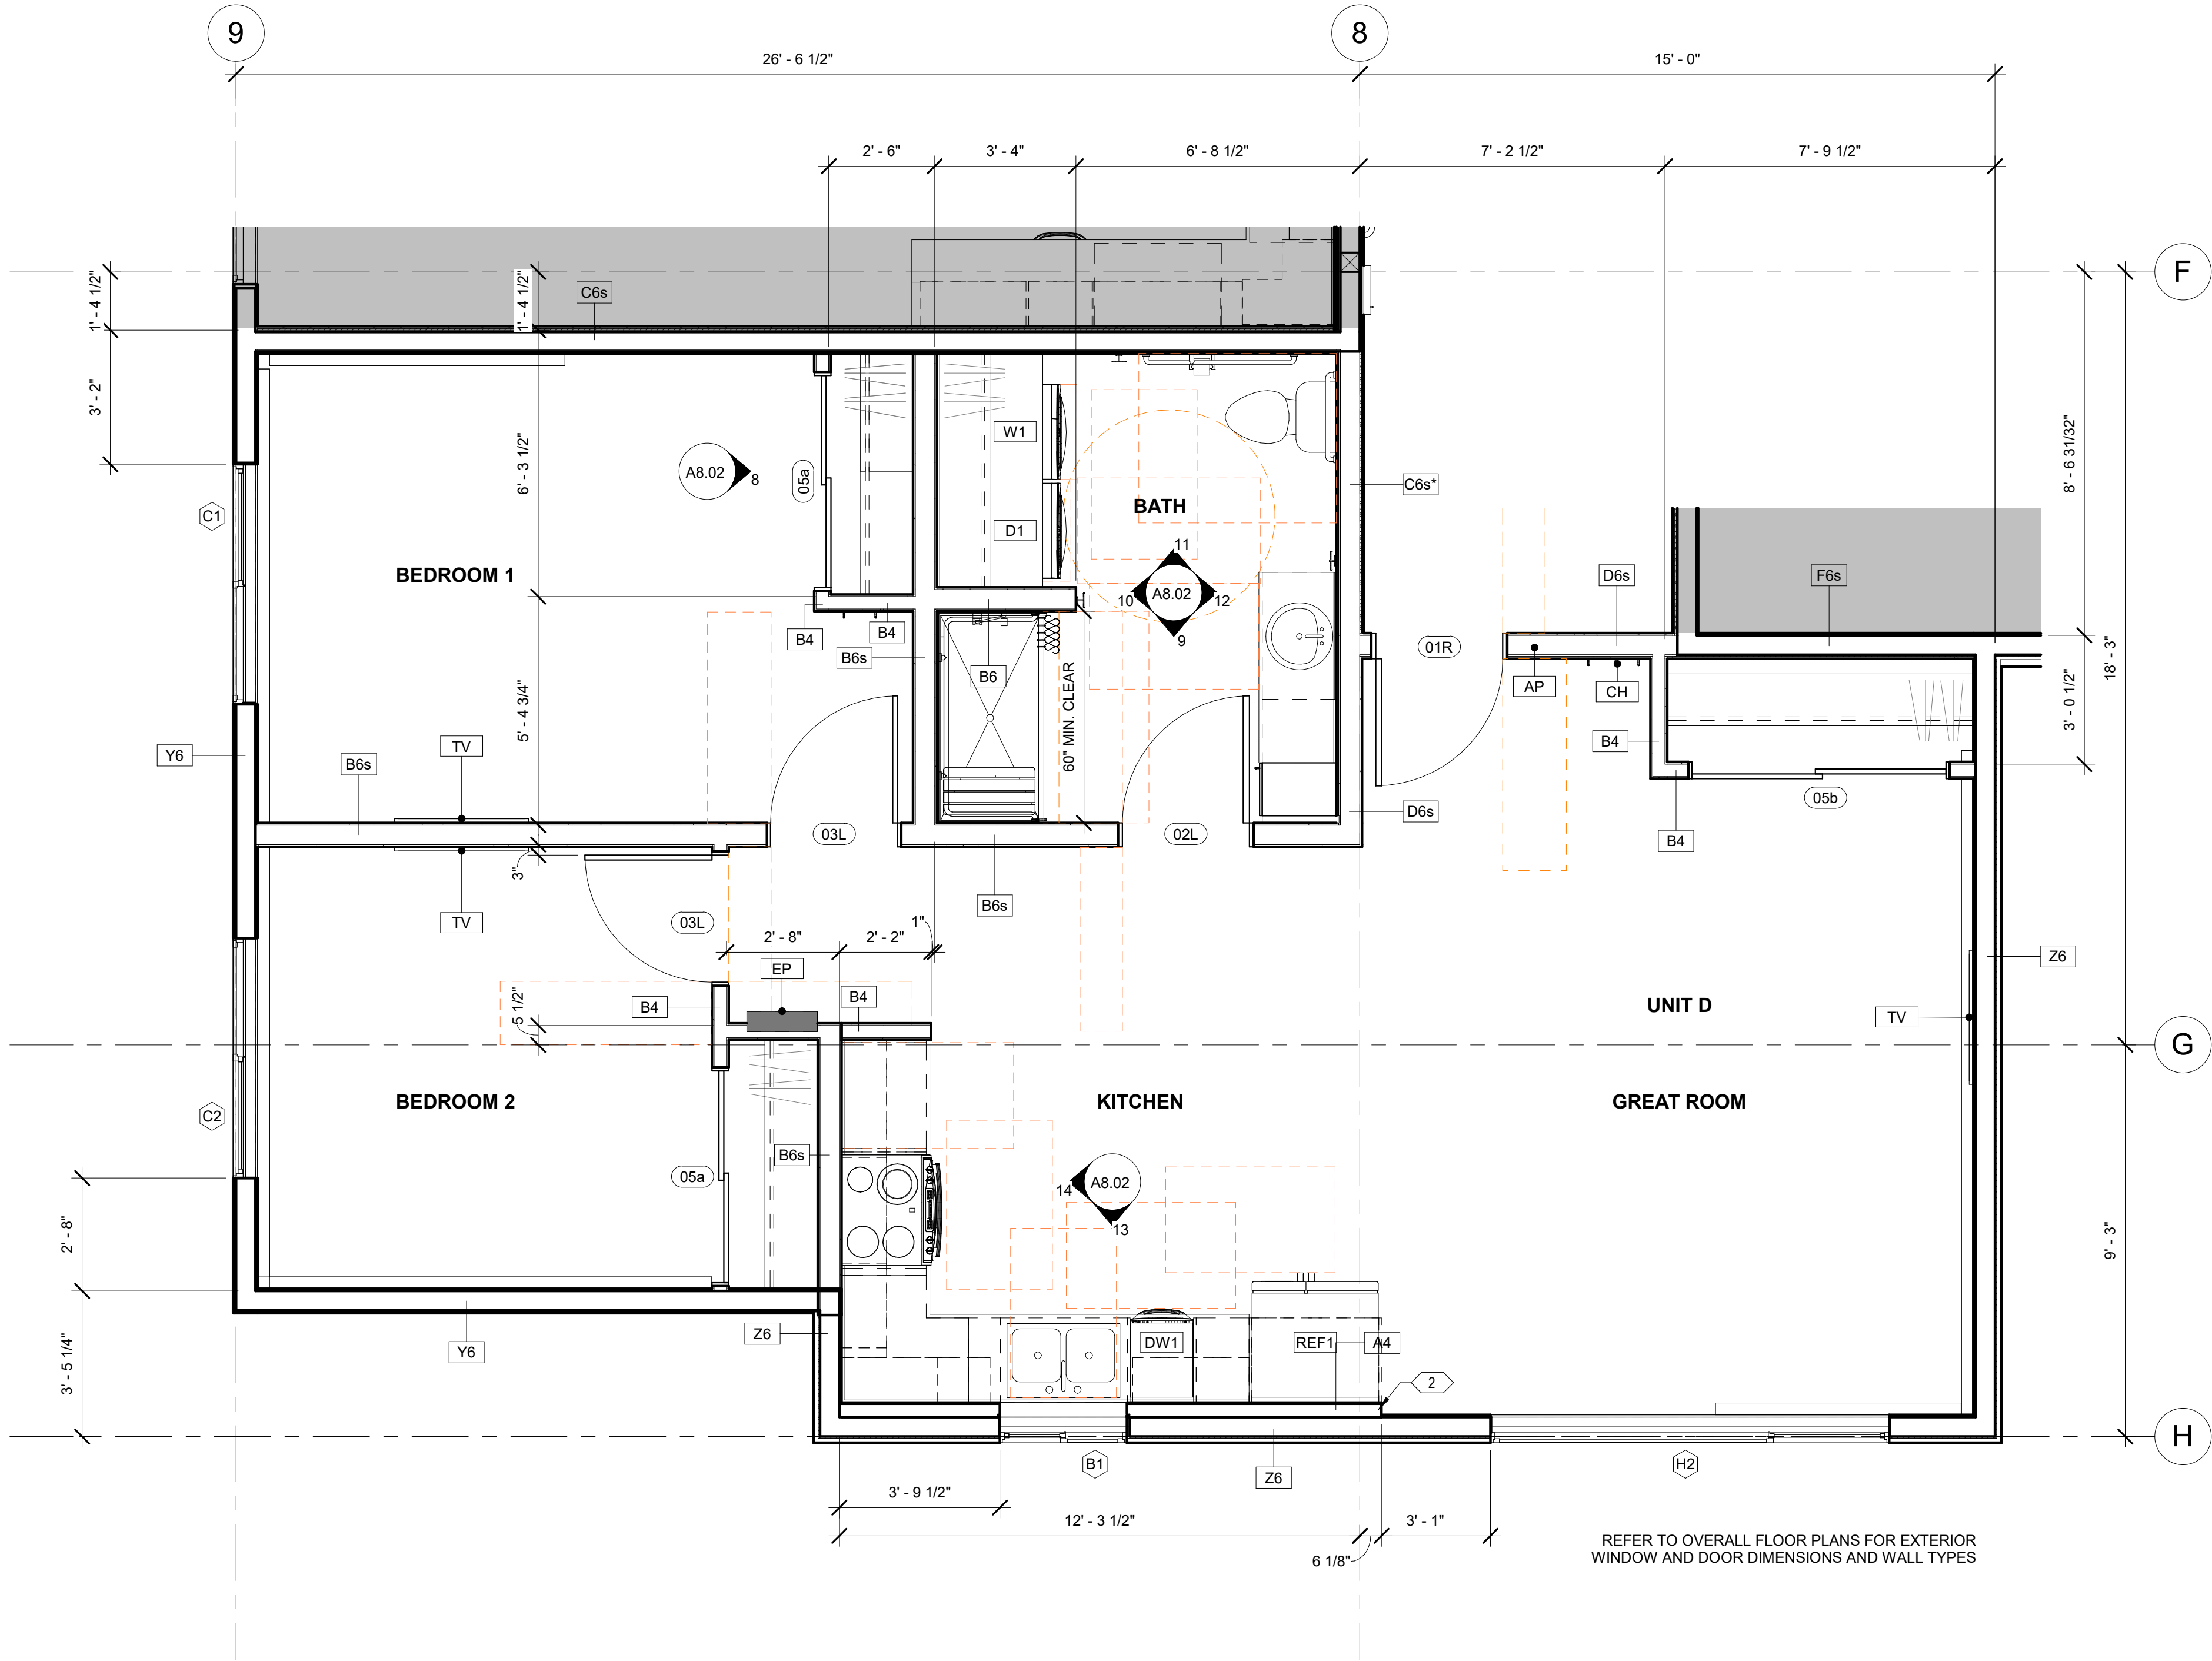 9
8
26' - 6 1/2"
15' - 0"
2' - 6"
3' - 4"
6' - 8 1/2"
7' - 2 1/2"
7' - 9 1/2"
F
1' - 4 1/2"
1' - 4 1/2"
C6s
3' - 2"
6' - 3 1/2"
8' - 6 31/32"
W1
A8.02
8
05a
C6s*
BATH
C1
D1
11
BEDROOM 1
D6s
F6s
10
A8.02
12
B4
B4
9
01R
B6s
B6
AP
CH
18' - 3"
3' - 0 1/2"
5' - 4 3/4"
60" MIN. CLEAR
Y6
TV
B4
B6s
05b
D6s
03L
02L
B4
3"
TV
03L
B6s
1"
2' - 8"
2' - 2"
Z6
EP
5 1/2"
B4
B4
UNIT D
TV
G
BEDROOM 2
KITCHEN
GREAT ROOM
C2
B6s
05a
14
A8.02
13
2' - 8"
9' - 3"
Z6
DW1
REF1
A4
Y6
3' - 5 1/4"
2
H
B1
H2
Z6
3' - 9 1/2"
12' - 3 1/2"
3' - 1"
6 1/8"
REFER TO OVERALL FLOOR PLANS FOR EXTERIOR
WINDOW AND DOOR DIMENSIONS AND WALL TYPES